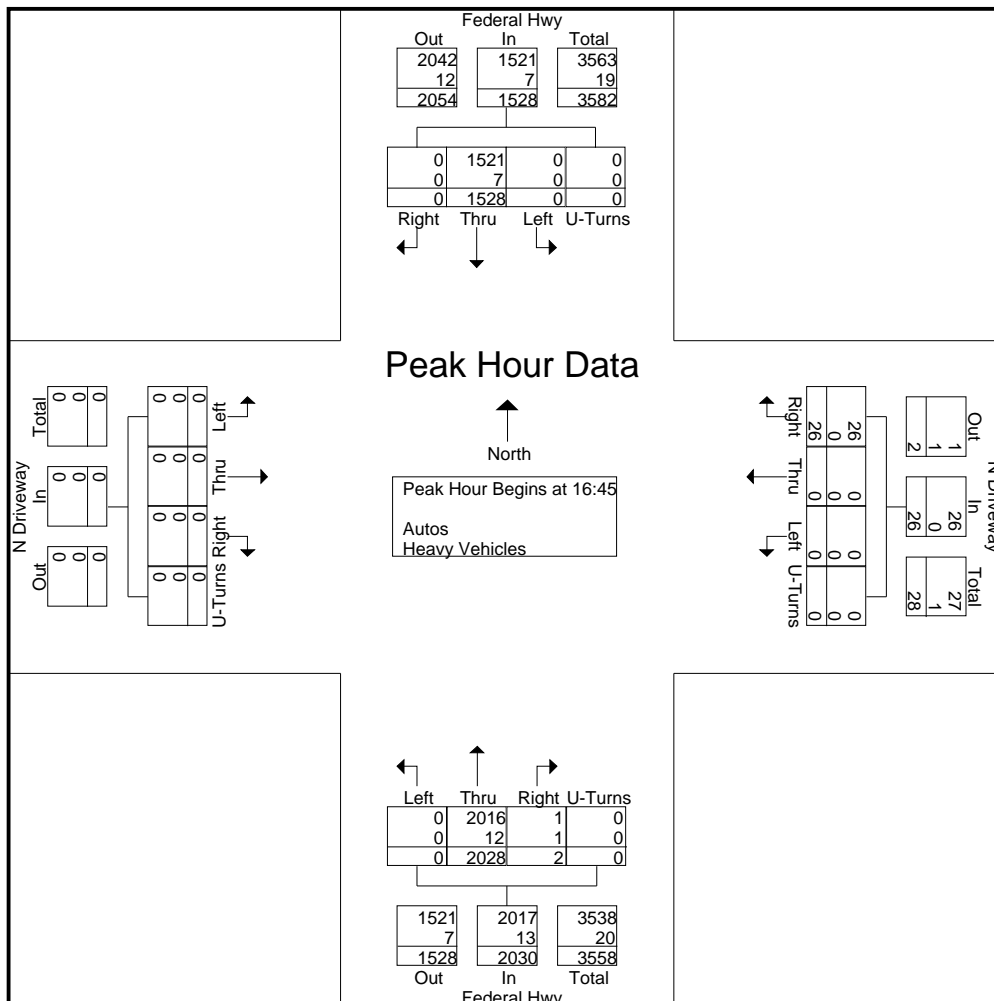 Federal Hwy
Out In Total
2042 1521 3563
12 7 19
2054 1528 3582
0 1521 0 0
0 7 0 0
0 1528 0 0
Right Thru Left U-Turns
Peak Hour Data
North
Peak Hour Begins at 16:45
Autos
Heavy Vehicles
N Driveway
Out In Total
0 0 0
0 0 0
0 0 0
Left Thru Right U-Turns
0 0 0 0
0 0 0 0
0 0 0 0
N Driveway
Out In Total
1 26 27
1 0 1
2 26 28
Right Thru Left U-Turns
26 0 0 0
0 0 0 0
26 0 0 0
Left Thru Right U-Turns
0 2016 1 0
0 12 1 0
0 2028 2 0
1521 2017 3538
7 13 20
1528 2030 3558
Out In Total
Federal Hwy